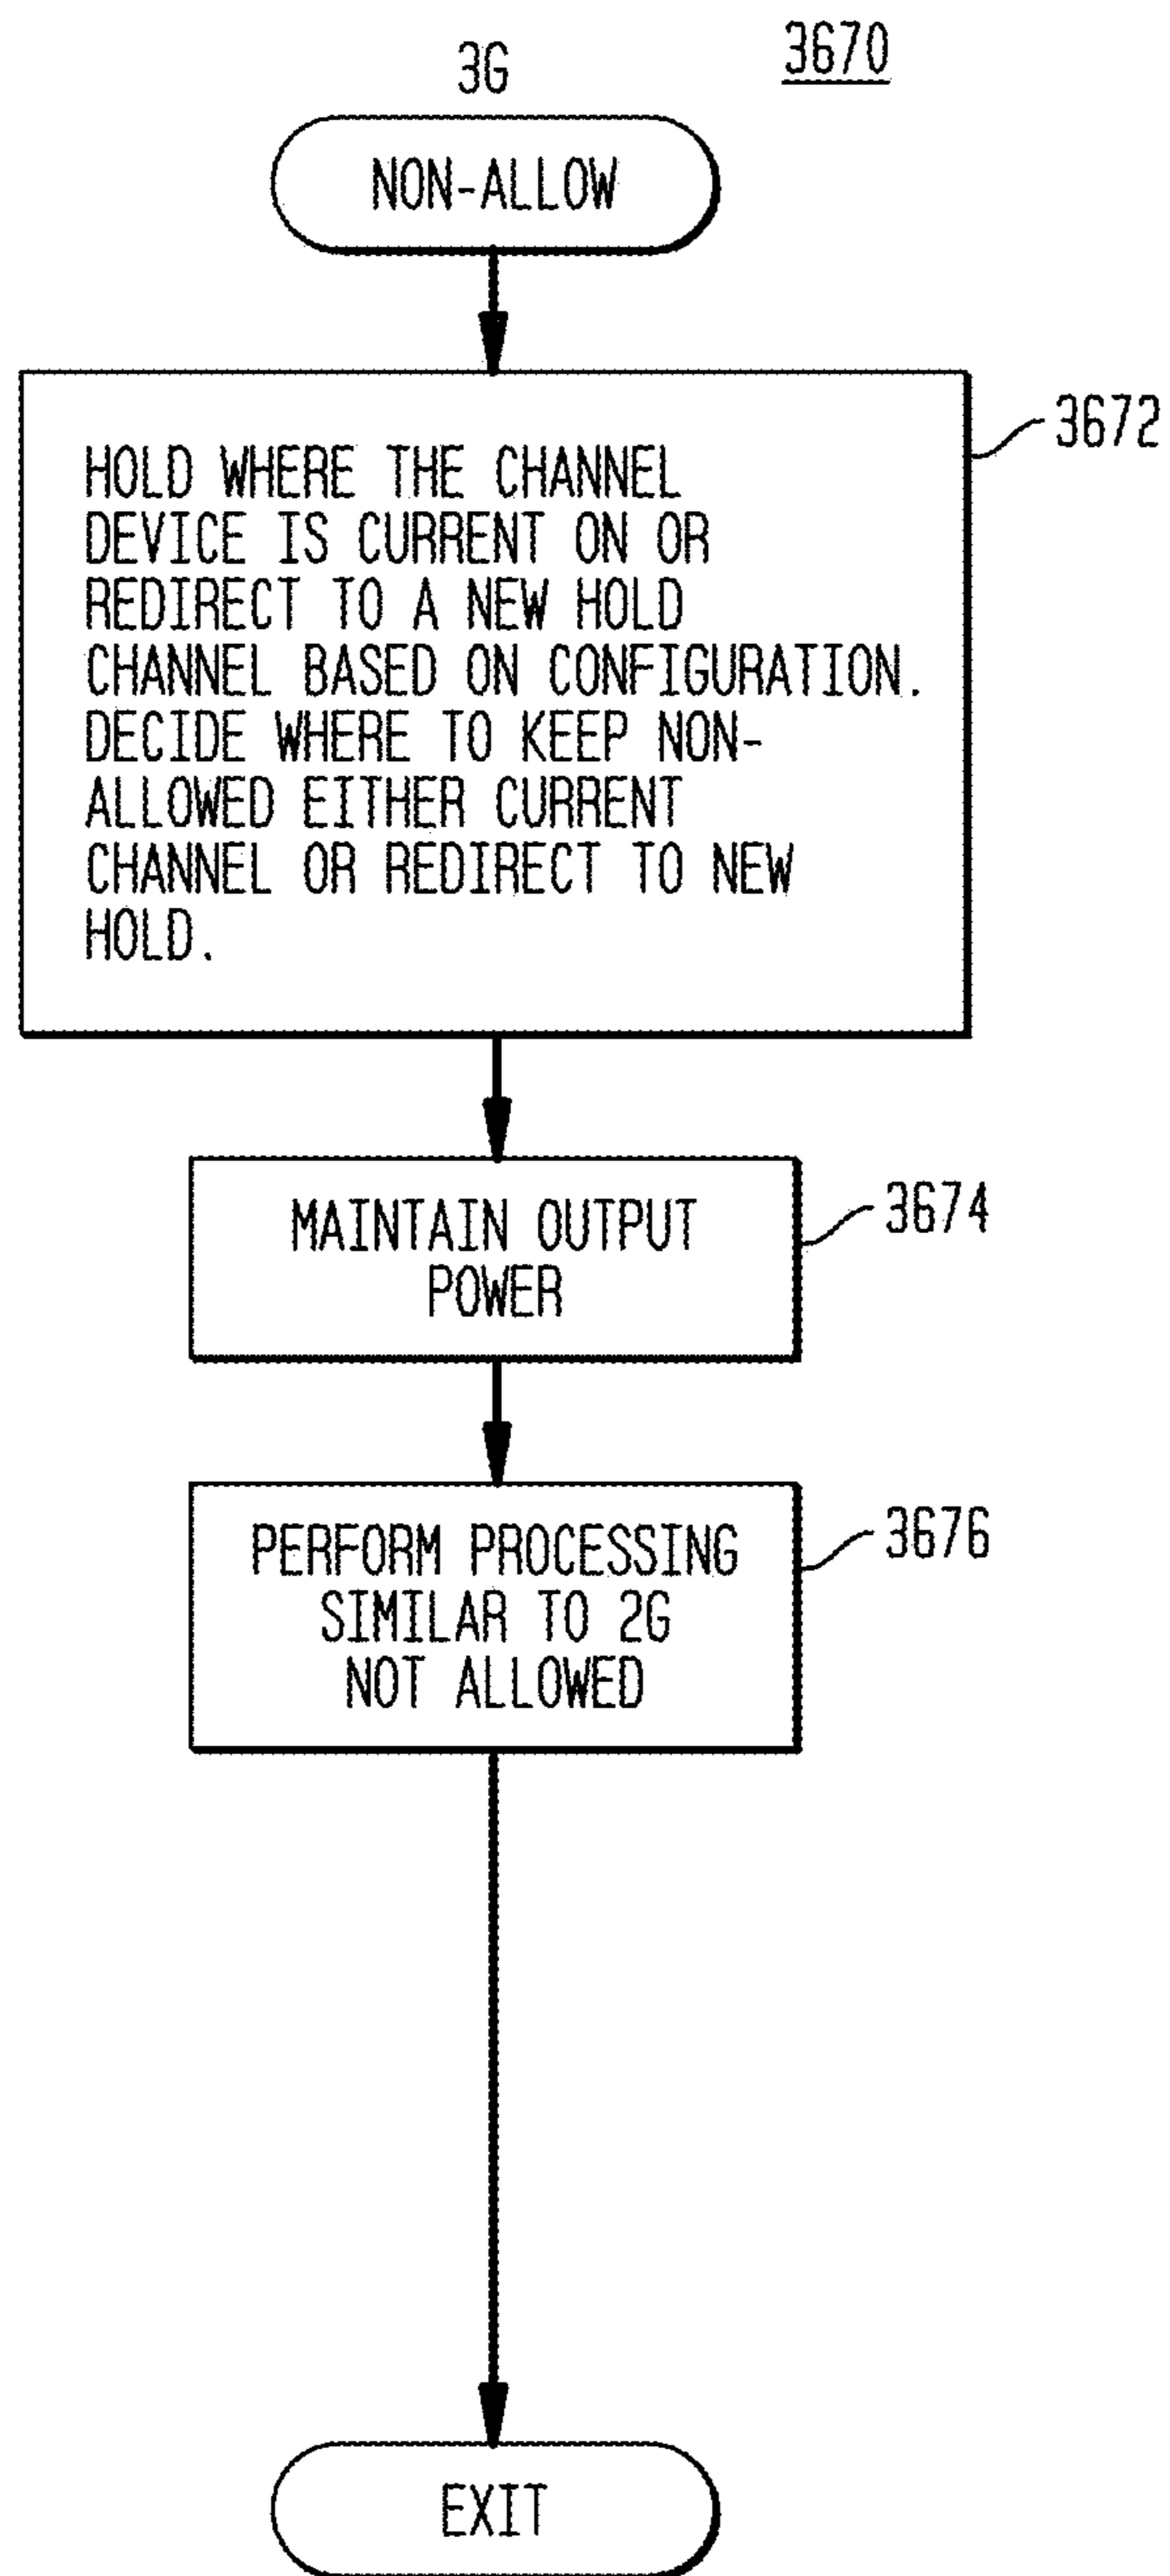 3G
3670
NON-ALLOW
HOLD WHERE THE CHANNEL
DEVICE IS CURRENT ON OR
REDIRECT TO A NEW HOLD
CHANNEL BASED ON CONFIGURATION.
DECIDE WHERE TO KEEP NON-
ALLOWED EITHER CURRENT
CHANNEL OR REDIRECT TO NEW
HOLD.
3672
MAINTAIN OUTPUT
POWER
3674
PERFORM PROCESSING
SIMILAR TO 2G
NOT ALLOWED
3676
EXIT